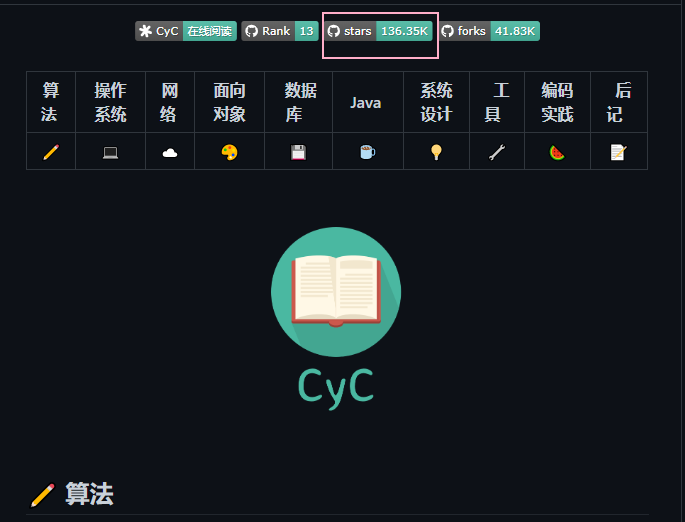 CyC 在线阅读 Rank 13 stars 136.35K forks 41.83K
算法 操作系统 网络 面向对象 数据库 Java 系统设计 工具 编码实践 后记
CyC
算法